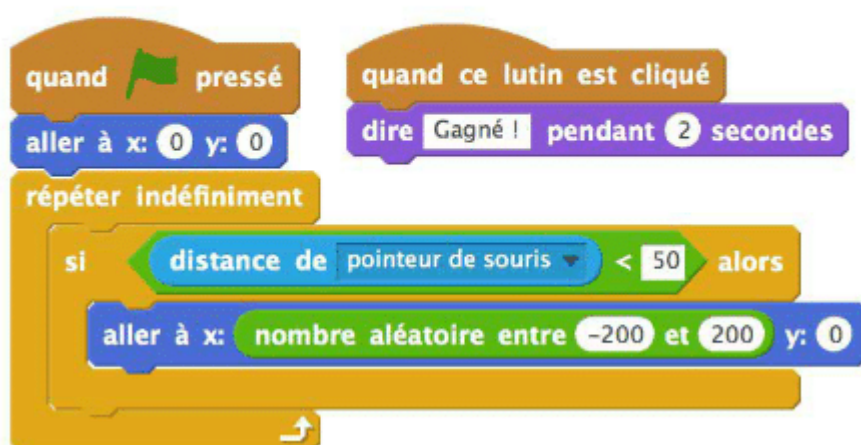 quand pressé
aller à x: 0 y: 0
répéter indéfiniment
si distance de pointeur de souris < 50 alors
aller à x: nombre aléatoire entre -200 et 200 y: 0
quand ce lutin est cliqué
dire Gagné ! pendant 2 secondes